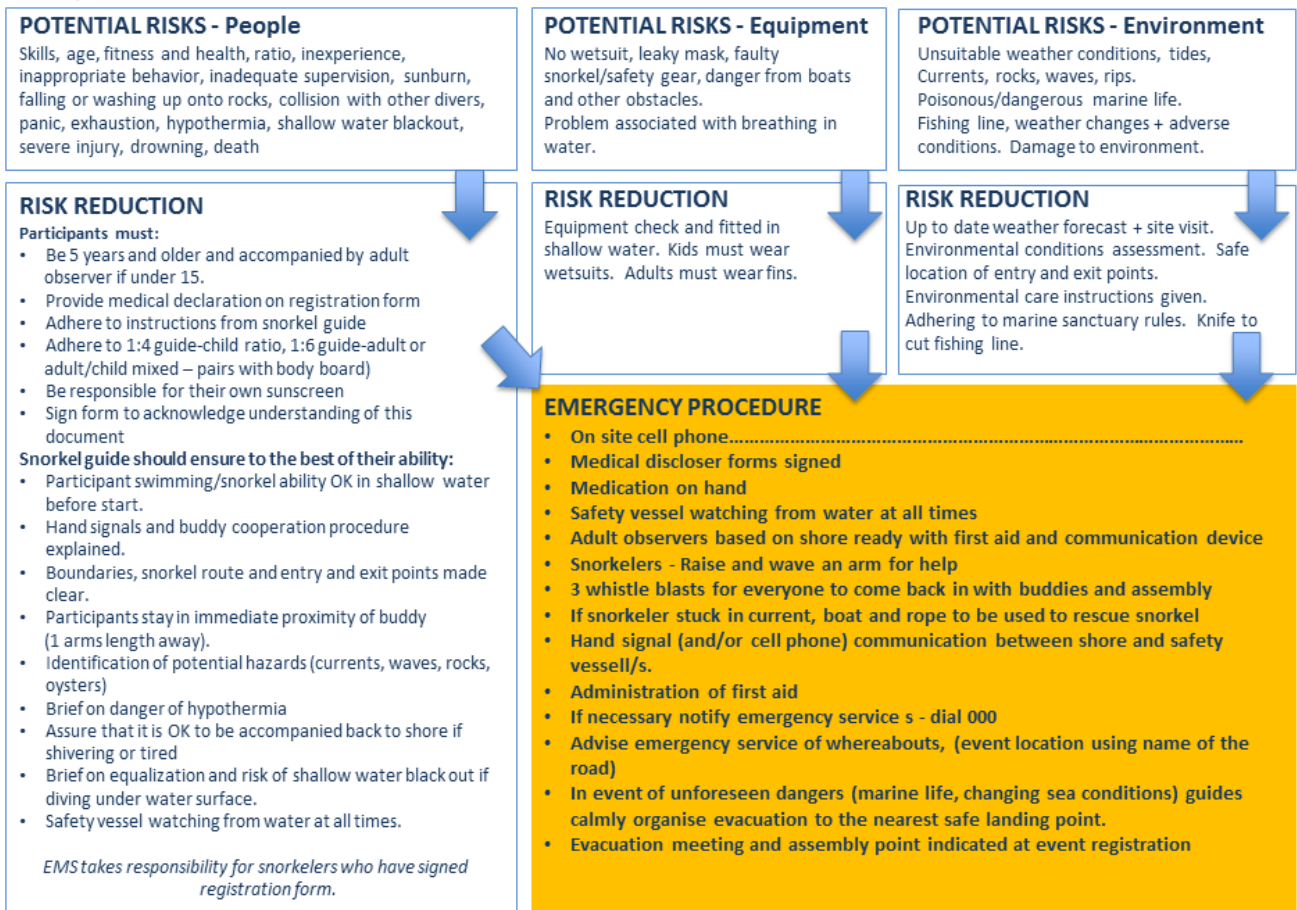 POTENTIAL RISKS - People
Skills, age, fitness and health, ratio, inexperience,
inappropriate behavior, inadequate supervision, sunburn,
falling or washing up onto rocks, collision with other divers,
panic, exhaustion, hypothermia, shallow water blackout,
severe injury, drowning, death
POTENTIAL RISKS - Equipment
No wetsuit, leaky mask, faulty
snorkel/safety gear, danger from boats
and other obstacles.
Problem associated with breathing in
water.
POTENTIAL RISKS - Environment
Unsuitable weather conditions, tides,
Currents, rocks, waves, rips.
Poisonous/dangerous marine life.
Fishing line, weather changes + adverse
conditions. Damage to environment.
RISK REDUCTION
Participants must:
• Be 5 years and older and accompanied by adult
observer if under 15.
• Provide medical declaration on registration form
• Adhere to instructions from snorkel guide
• Adhere to 1:4 guide-child ratio, 1:6 guide-adult or
adult/child mixed – pairs with body board)
• Be responsible for their own sunscreen
• Sign form to acknowledge understanding of this
document
Snorkel guide should ensure to the best of their ability:
• Participant swimming/snorkel ability OK in shallow water
before start.
• Hand signals and buddy cooperation procedure
explained.
• Boundaries, snorkel route and entry and exit points made
clear.
• Participants stay in immediate proximity of buddy
(1 arms length away).
• Identification of potential hazards (currents, waves, rocks,
oysters)
• Brief on danger of hypothermia
• Assure that it is OK to be accompanied back to shore if
shivering or tired
• Brief on equalization and risk of shallow water black out if
diving under water surface.
• Safety vessel watching from water at all times.
EMS takes responsibility for snorkelers who have signed
registration form.
RISK REDUCTION
Equipment check and fitted in
shallow water. Kids must wear
wetsuits. Adults must wear fins.
RISK REDUCTION
Up to date weather forecast + site visit.
Environmental conditions assessment. Safe
location of entry and exit points.
Environmental care instructions given.
Adhering to marine sanctuary rules. Knife to
cut fishing line.
EMERGENCY PROCEDURE
• On site cell phone....................................................................................
• Medical discloser forms signed
• Medication on hand
• Safety vessel watching from water at all times
• Adult observers based on shore ready with first aid and communication device
• Snorkelers - Raise and wave an arm for help
• 3 whistle blasts for everyone to come back in with buddies and assembly
• If snorkeler stuck in current, boat and rope to be used to rescue snorkel
• Hand signal (and/or cell phone) communication between shore and safety
vessell/s.
• Administration of first aid
• If necessary notify emergency service s - dial 000
• Advise emergency service of whereabouts, (event location using name of the
road)
• In event of unforeseen dangers (marine life, changing sea conditions) guides
calmly organise evacuation to the nearest safe landing point.
• Evacuation meeting and assembly point indicated at event registration